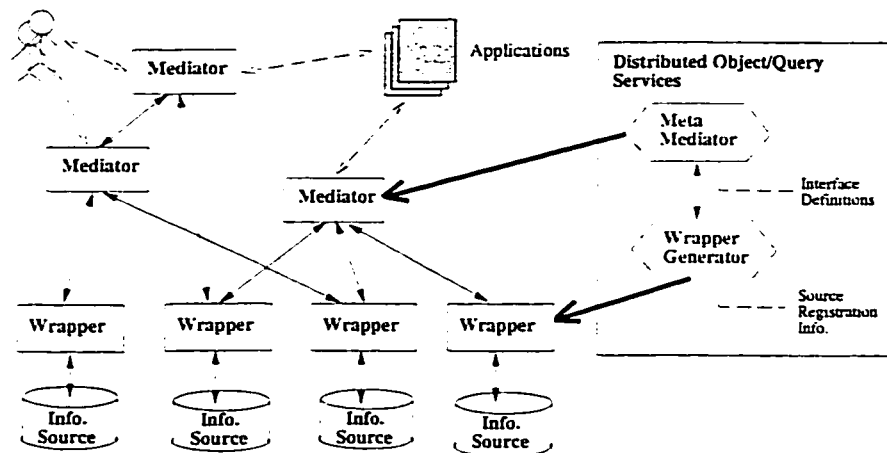 Mediator
Applications
Distributed Object/Query
Services
Meta
Mediator
Mediator
Mediator
Interface
Definitions
Wrapper
Generator
Source
Registration
Info.
Wrapper
Wrapper
Wrapper
Wrapper
Info.
Source
Info.
Source
Info.
Source
Info.
Source